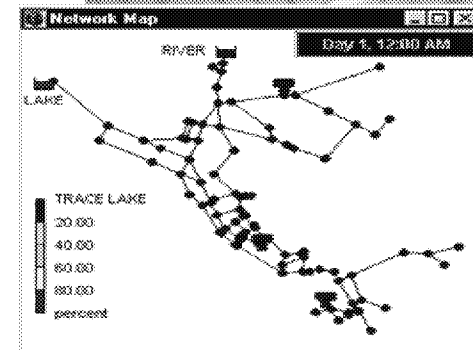 Network Map
Day 1, 12:00 AM
RIVER
LAKE
TRACE LAKE
20.00
40.00
60.00
80.00
percent